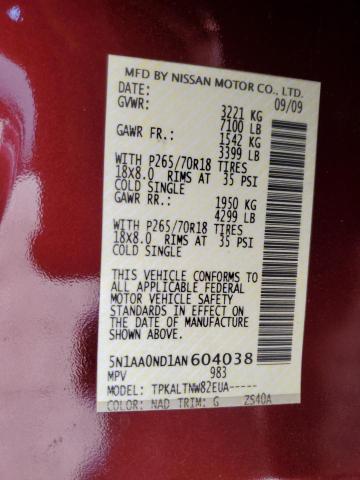 MFD BY NISSAN MOTOR CO., LTD.
DATE: 09/09
GVWR: 3221 KG
7100 LB
GAWR FR.: 1542 KG
3399 LB
WITH P265/70R18 TIRES
18X8.0 RIMS AT 35 PSI
COLD SINGLE
GAWR RR.: 1950 KG
4299 LB
WITH P265/70R18 TIRES
18X8.0 RIMS AT 35 PSI
COLD SINGLE
THIS VEHICLE CONFORMS TO
ALL APPLICABLE FEDERAL
MOTOR VEHICLE SAFETY
STANDARDS IN EFFECT ON
THE DATE OF MANUFACTURE
SHOWN ABOVE.
5N1AA0ND1AN604038
MPV 983
MODEL: TPKALTNW82EUA-----
COLOR: NAD TRIM: G ZS40A